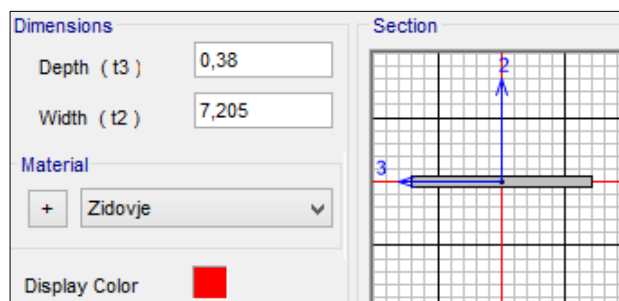 Dimensions
Depth ( t3 )
0,38
Width ( t2 )
7,205
Material
+
Zidovje
Display Color
Section
2
3